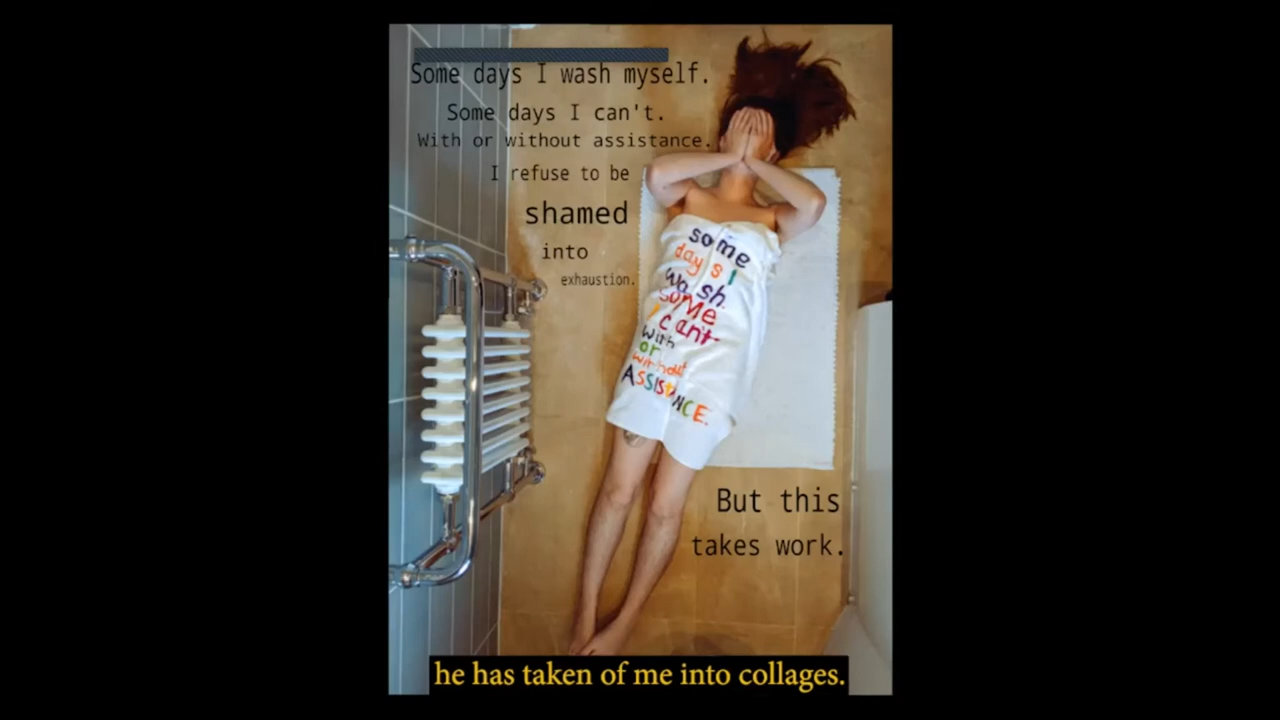 Some days I wash myself.
Some days I can't.
With or without assistance.
I refuse to be
shamed
into
exhaustion.
some
days I
wash.
some
I can't
with
or
without
ASSISTANCE.
But this
takes work.
he has taken of me into collages.